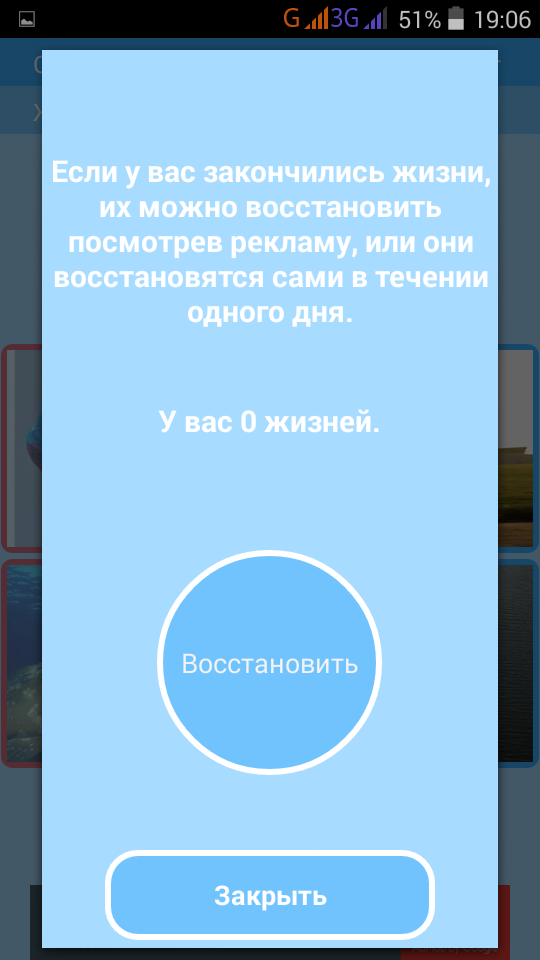 G 3G 51% 19:06
Если у вас закончились жизни,
их можно восстановить
посмотрев рекламу, или они
восстановятся сами в течении
одного дня.
У вас 0 жизней.
Восстановить
Закрыть